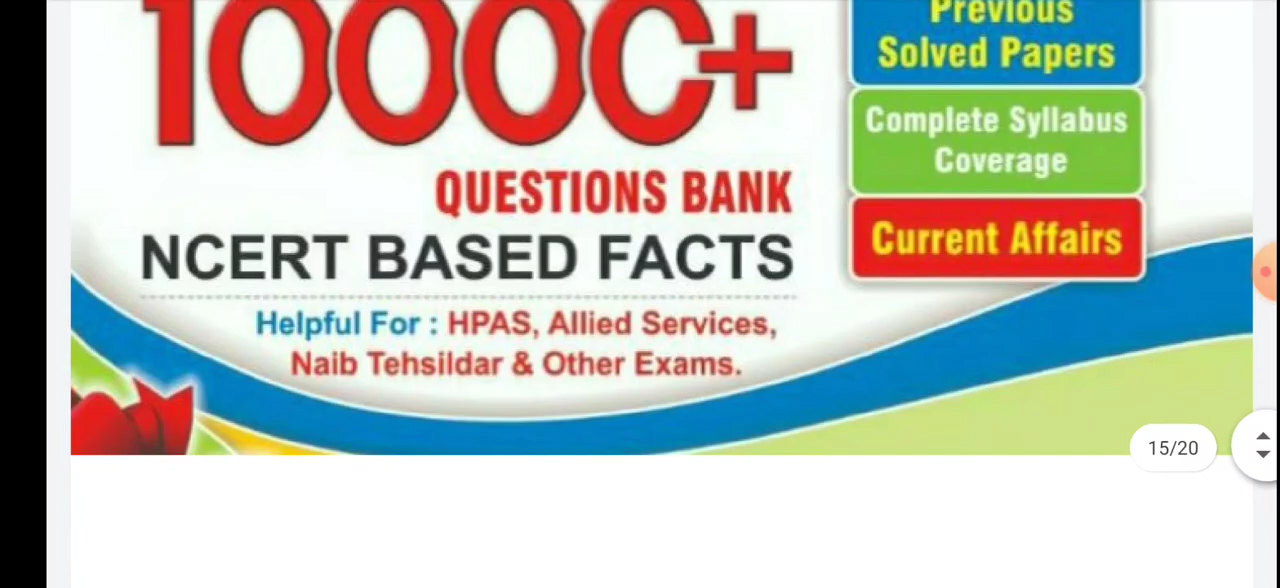 10000+
QUESTIONS BANK
NCERT BASED FACTS
Helpful For : HPAS, Allied Services,
Naib Tehsildar & Other Exams.
Previous
Solved Papers
Complete Syllabus
Coverage
Current Affairs
15/20